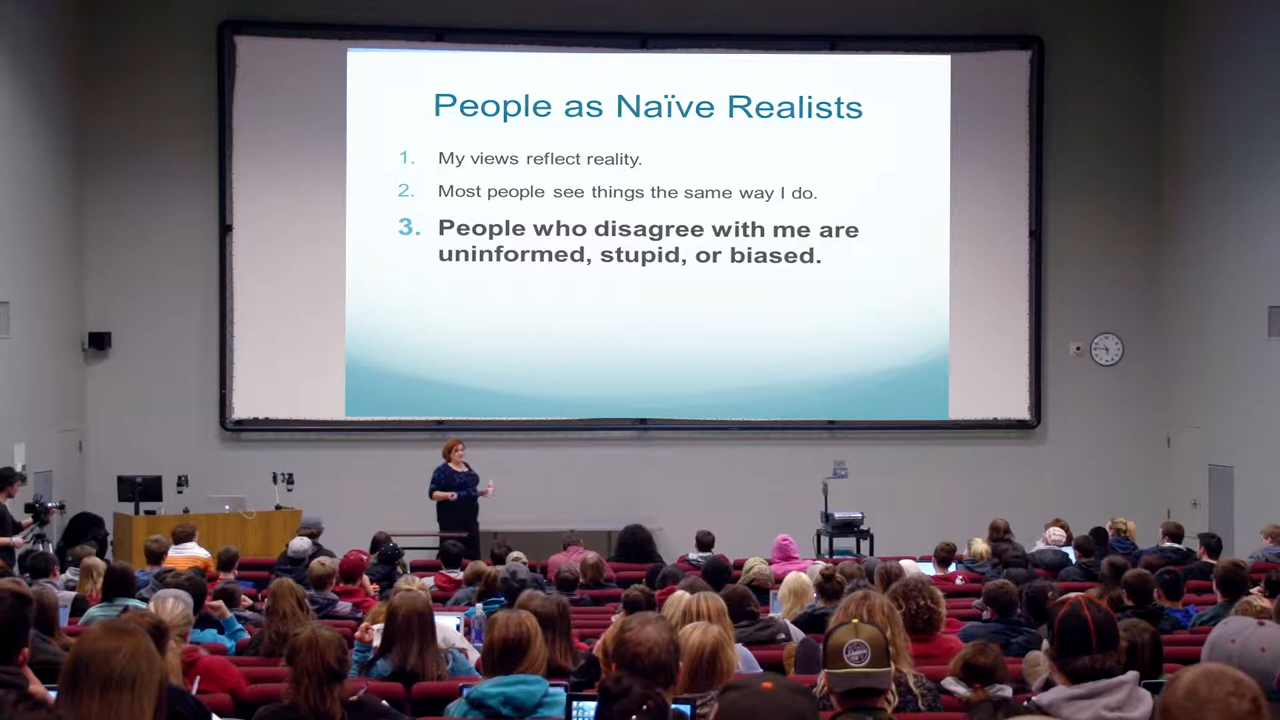 People as Naïve Realists
1. My views reflect reality.
2. Most people see things the same way I do.
3. People who disagree with me are
uninformed, stupid, or biased.